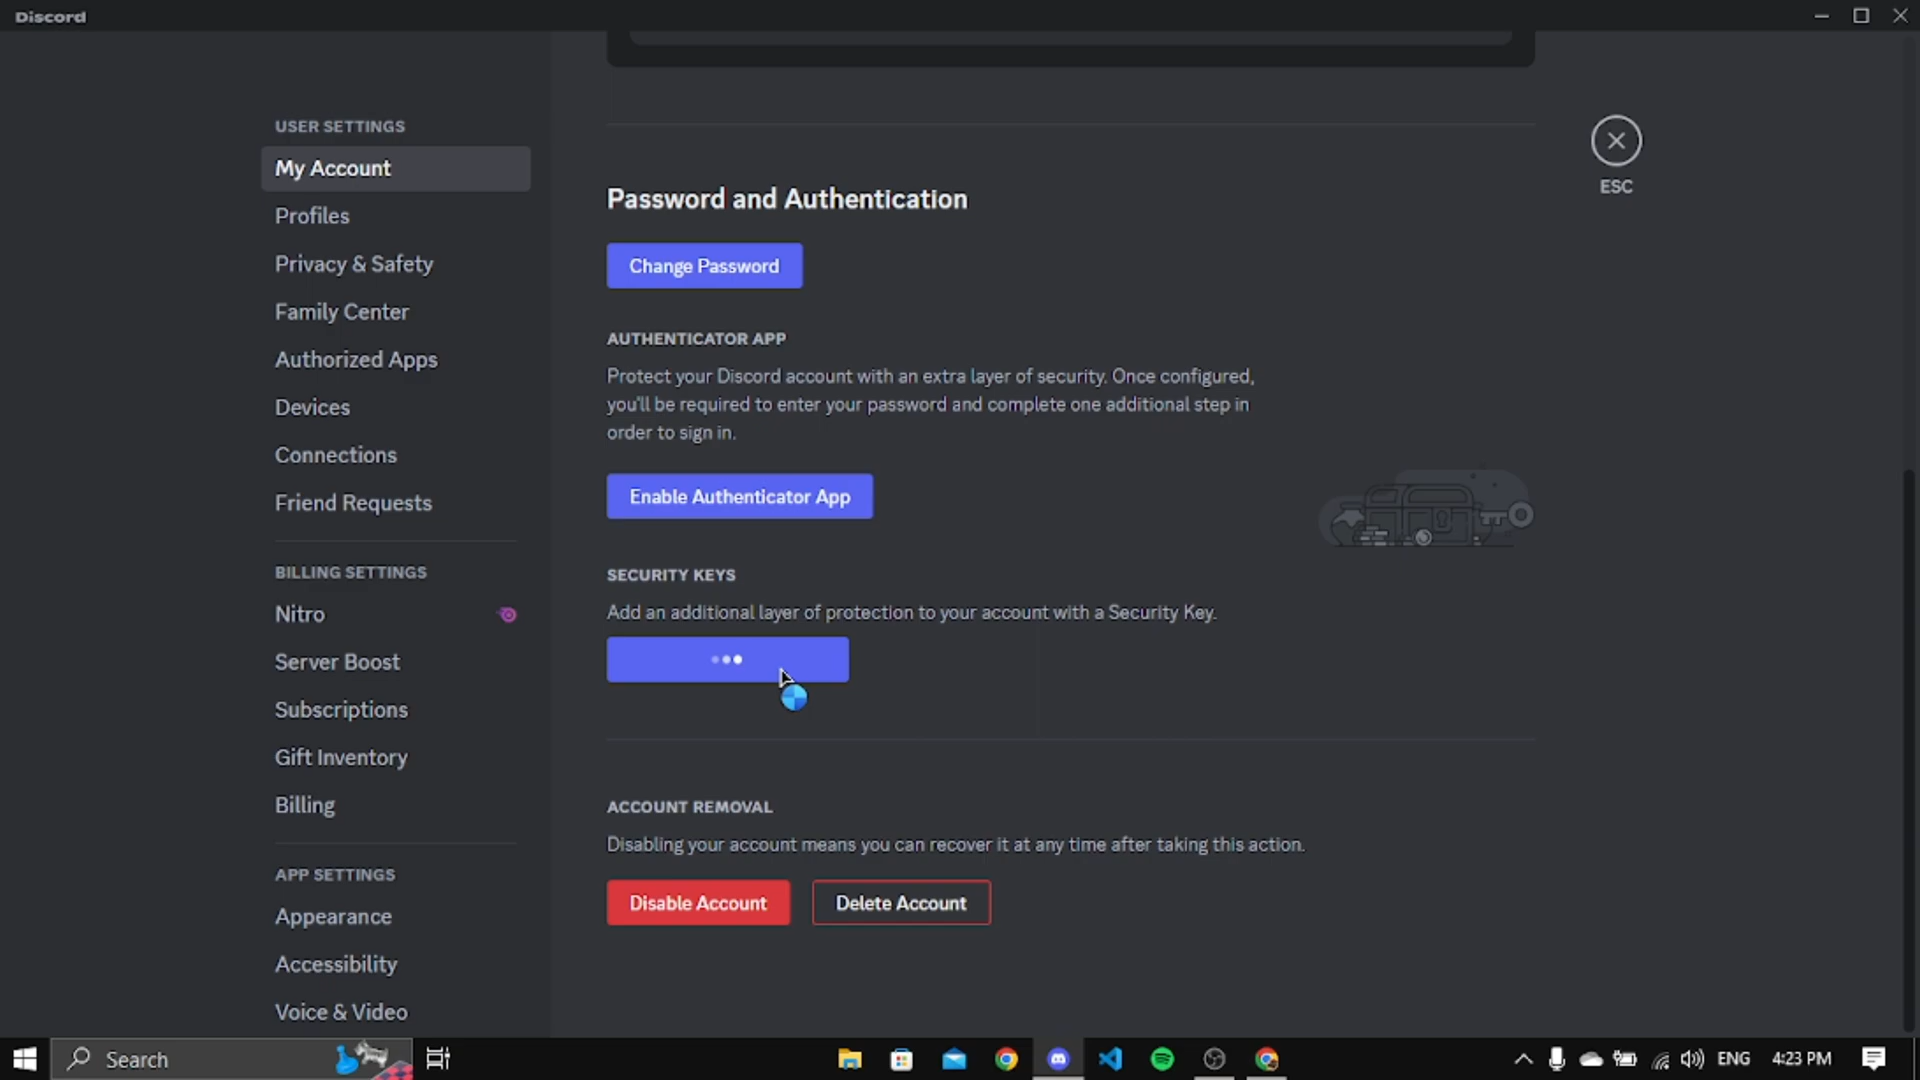 Discord
USER SETTINGS
My Account
Profiles
Privacy & Safety
Family Center
Authorized Apps
Devices
Connections
Friend Requests
BILLING SETTINGS
Nitro
Server Boost
Subscriptions
Gift Inventory
Billing
APP SETTINGS
Appearance
Accessibility
Voice & Video
Password and Authentication
Change Password
AUTHENTICATOR APP
Protect your Discord account with an extra layer of security. Once configured,
you'll be required to enter your password and complete one additional step in
order to sign in.
Enable Authenticator App
SECURITY KEYS
Add an additional layer of protection to your account with a Security Key.
ACCOUNT REMOVAL
Disabling your account means you can recover it at any time after taking this action.
Disable Account
Delete Account
ESC
Search
ENG
4:23 PM